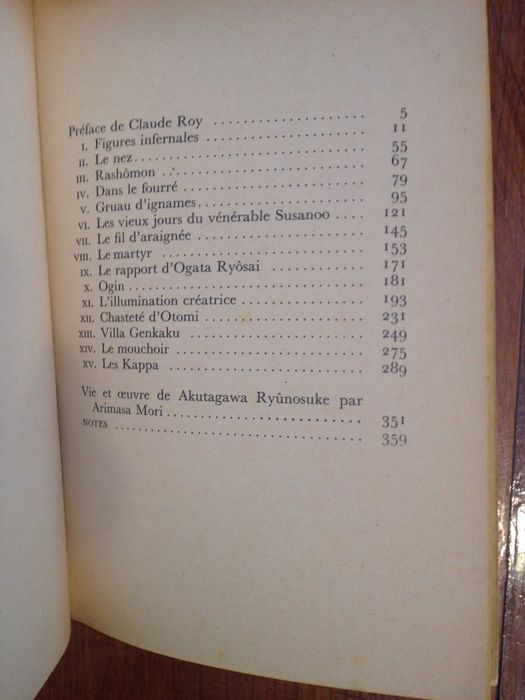 Préface de Claude Roy ..................... 5
I. Figures infernales ..................... 11
II. Le nez ..................... 55
III. Rashômon ..................... 67
IV. Dans le fourré ..................... 79
V. Gruau d'ignames ..................... 95
VI. Les vieux jours du vénérable Susanoo .... 121
VII. Le fil d'araignée ..................... 145
VIII. Le martyr ..................... 153
IX. Le rapport d'Ogata Ryôsai ............ 171
X. Ogin ..................... 181
XI. L'illumination créatrice ............... 193
XII. Chasteté d'Otomi ..................... 231
XIII. Villa Genkaku ..................... 249
XIV. Le mouchoir ..................... 275
XV. Les Kappa ..................... 289
Vie et œuvre de Akutagawa Ryûnosuke par
Arimasa Mori ..................... 351
NOTES ..................... 359